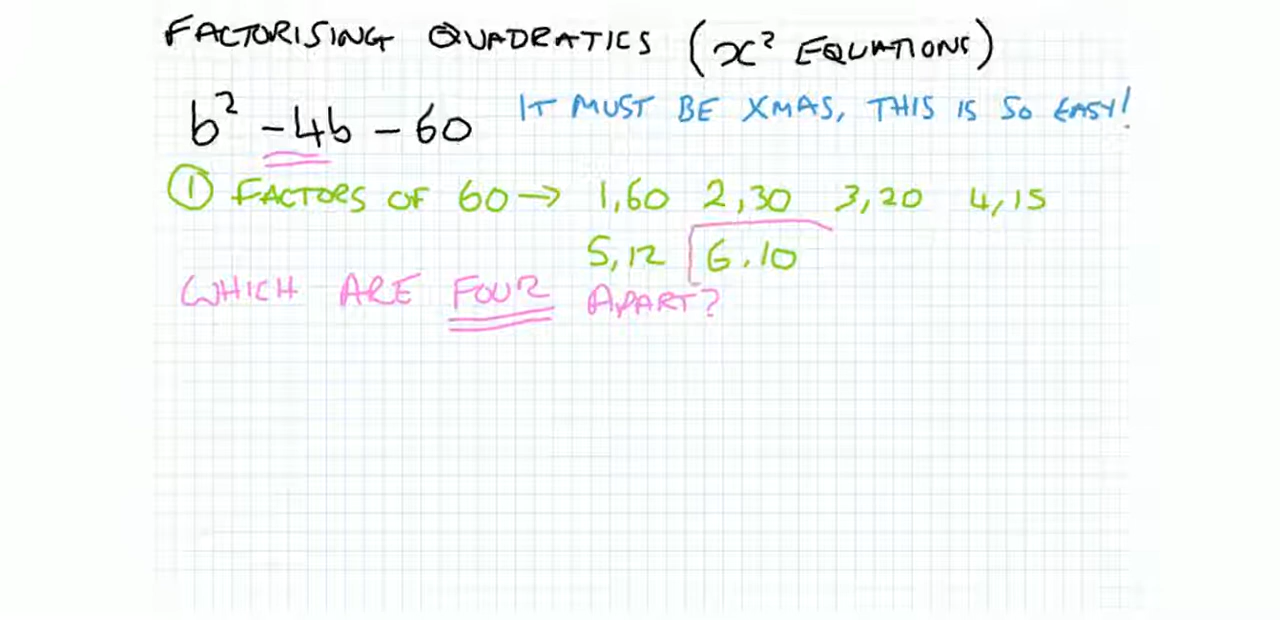 FACTORISING QUADRATICS (x² EQUATIONS)
b² - 4b - 60 IT MUST BE XMAS, THIS IS SO EASY!
① FACTORS OF 60 → 1,60 2,30 3,20 4,15
5,12 6.10
WHICH ARE FOUR APART?